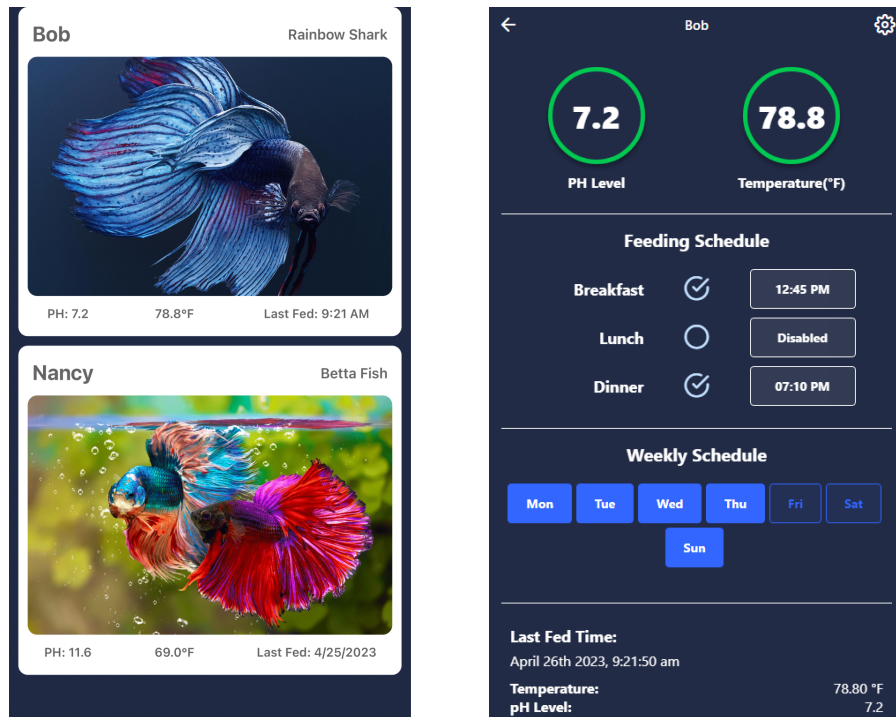 Bob
Rainbow Shark
PH: 7.2 78.8°F Last Fed: 9:21 AM
Nancy
Betta Fish
PH: 11.6 69.0°F Last Fed: 4/25/2023
Bob
7.2 78.8
PH Level Temperature(°F)
Feeding Schedule
Breakfast 12:45 PM
Lunch Disabled
Dinner 07:10 PM
Weekly Schedule
Mon Tue Wed Thu Fri Sat
Sun
Last Fed Time:
April 26th 2023, 9:21:50 am
Temperature: 78.80 °F
pH Level: 7.2